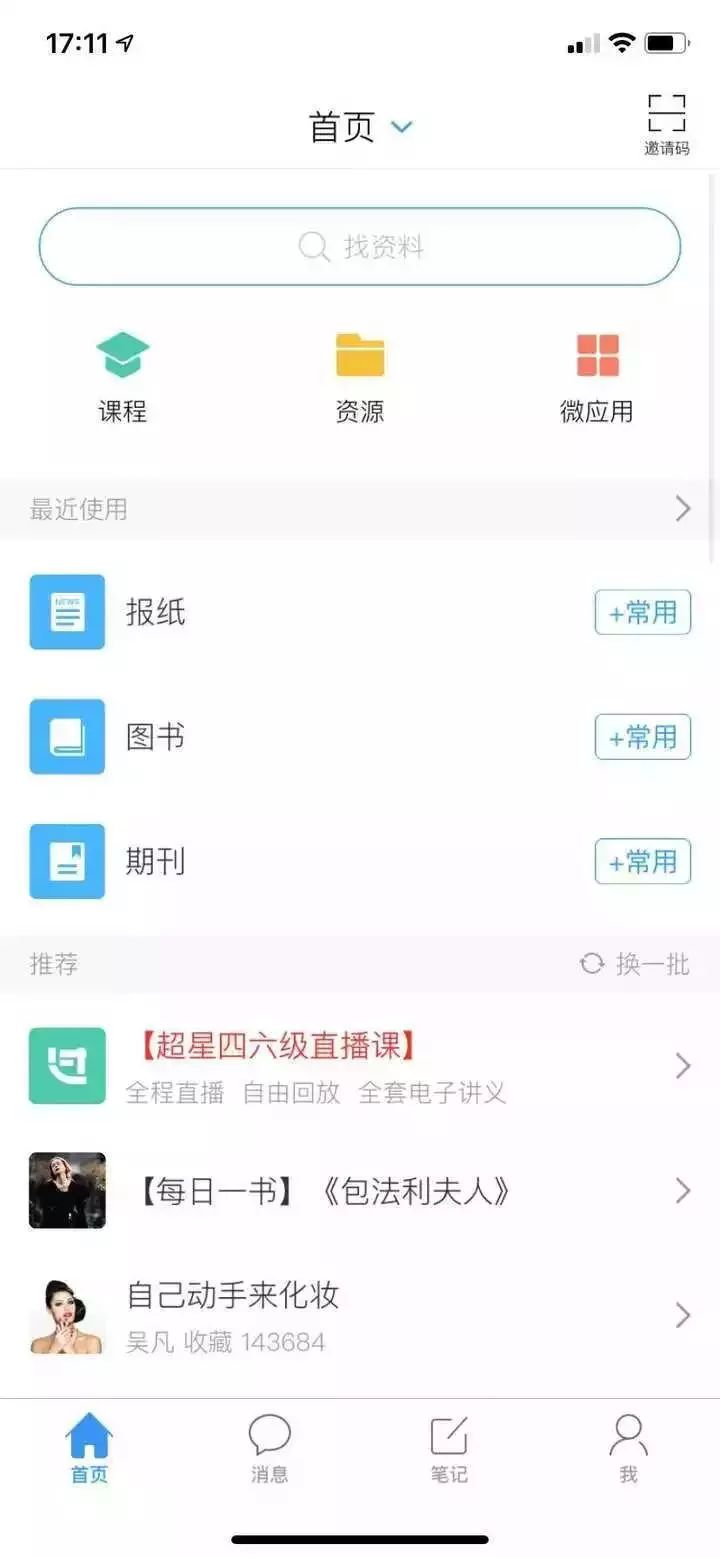 17:11
首页
邀请码
找资料
课程
资源
微应用
最近使用
NEWS
报纸
+常用
图书
+常用
期刊
+常用
推荐
换一批
【超星四六级直播课】
全程直播 自由回放 全套电子讲义
【每日一书】《包法利夫人》
自己动手来化妆
吴凡 收藏 143684
首页
消息
笔记
我